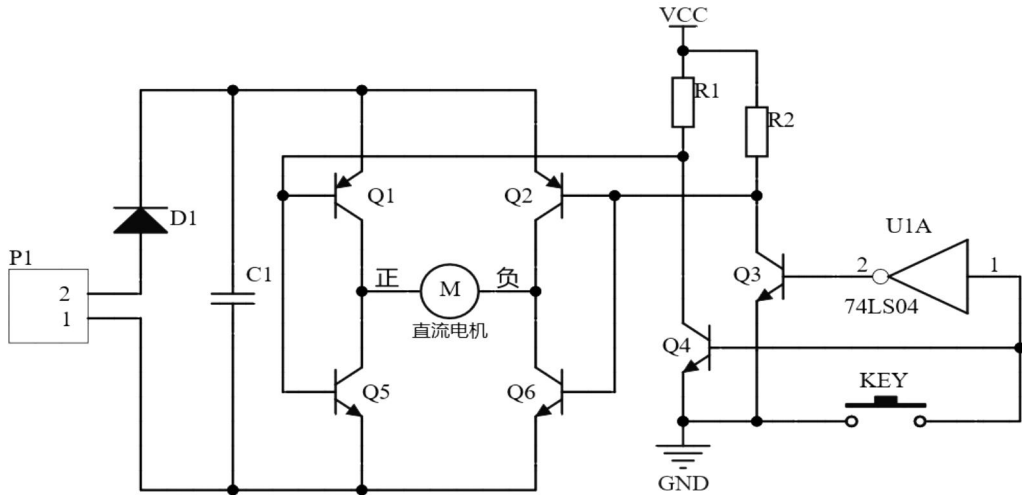 VCC
R1
R2
Q1
Q2
U1A
D1
P1
2
1
C1
正
M
负
直流电机
Q3
2
1
74LS04
Q4
Q5
Q6
KEY
GND